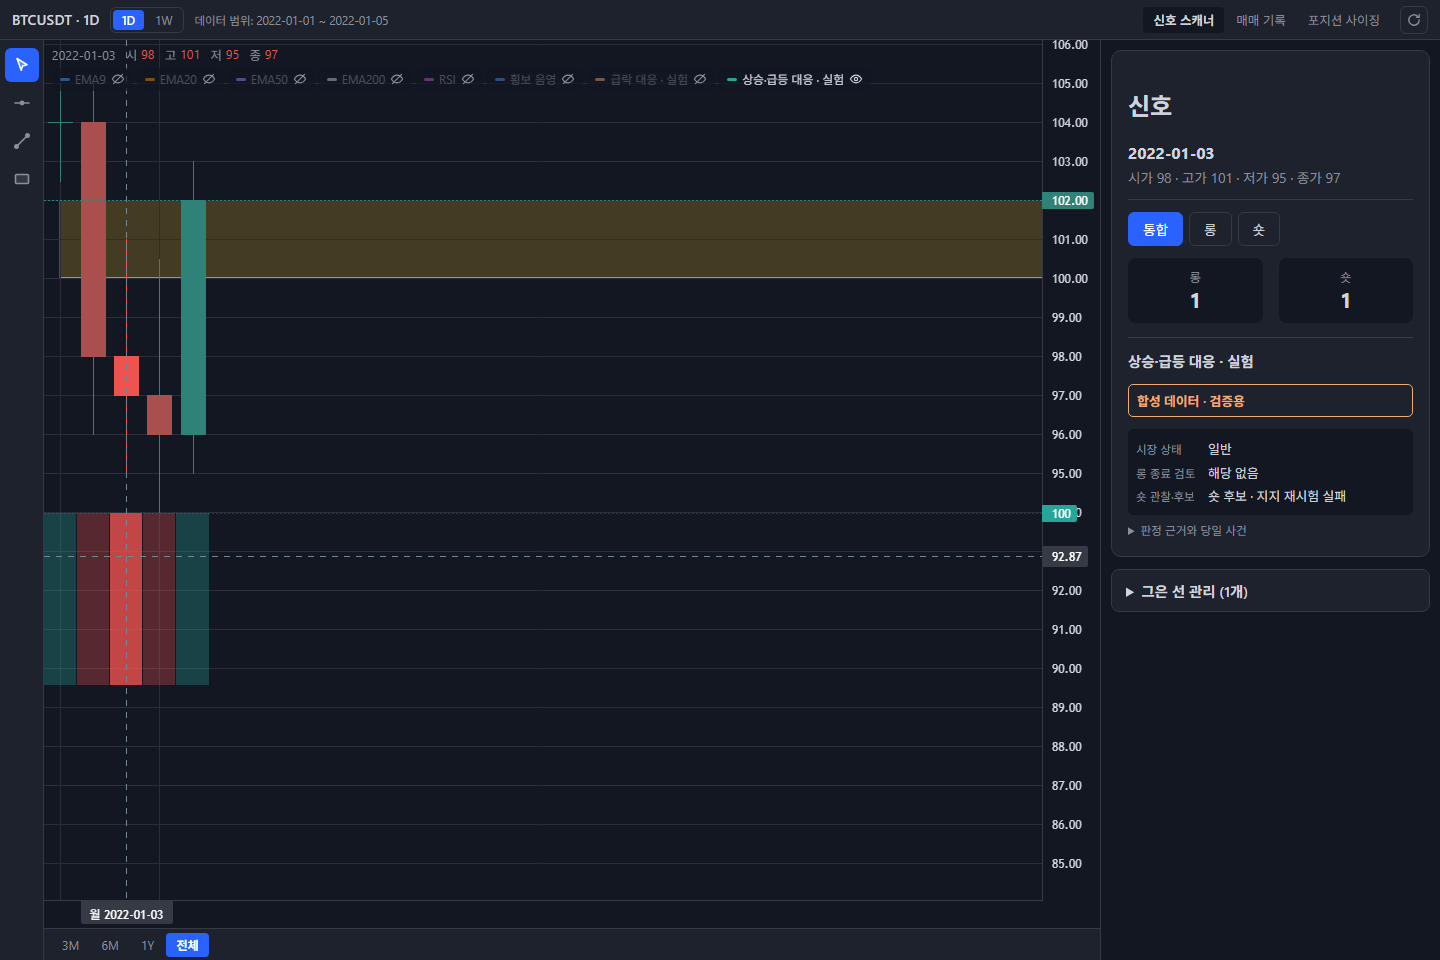 BTCUSDT · 1D 1D 1W 데이터 범위: 2022-01-01 ~ 2022-01-05 신호 스캐너 매매 기록 포지션 사이징
2022-01-03 시 98 고 101 저 95 종 97
EMA9 EMA20 EMA50 EMA200 RSI 횡보 음영 급락 대응 · 실험 상승·급등 대응 · 실험
106.00
105.00
104.00
103.00
102.00
101.00
100.00
99.00
98.00
97.00
96.00
95.00
100
92.87
92.00
91.00
90.00
89.00
88.00
87.00
86.00
85.00
월 2022-01-03
3M 6M 1Y 전체
신호
2022-01-03
시가 98 · 고가 101 · 저가 95 · 종가 97
통합 롱 숏
롱 숏
1 1
상승·급등 대응 · 실험
합성 데이터 · 검증용
시장 상태 일반
롱 종료 검토 해당 없음
숏 관찰·후보 숏 후보 · 지지 재시험 실패
▶ 판정 근거와 당일 사건
▶ 그은 선 관리 (1개)